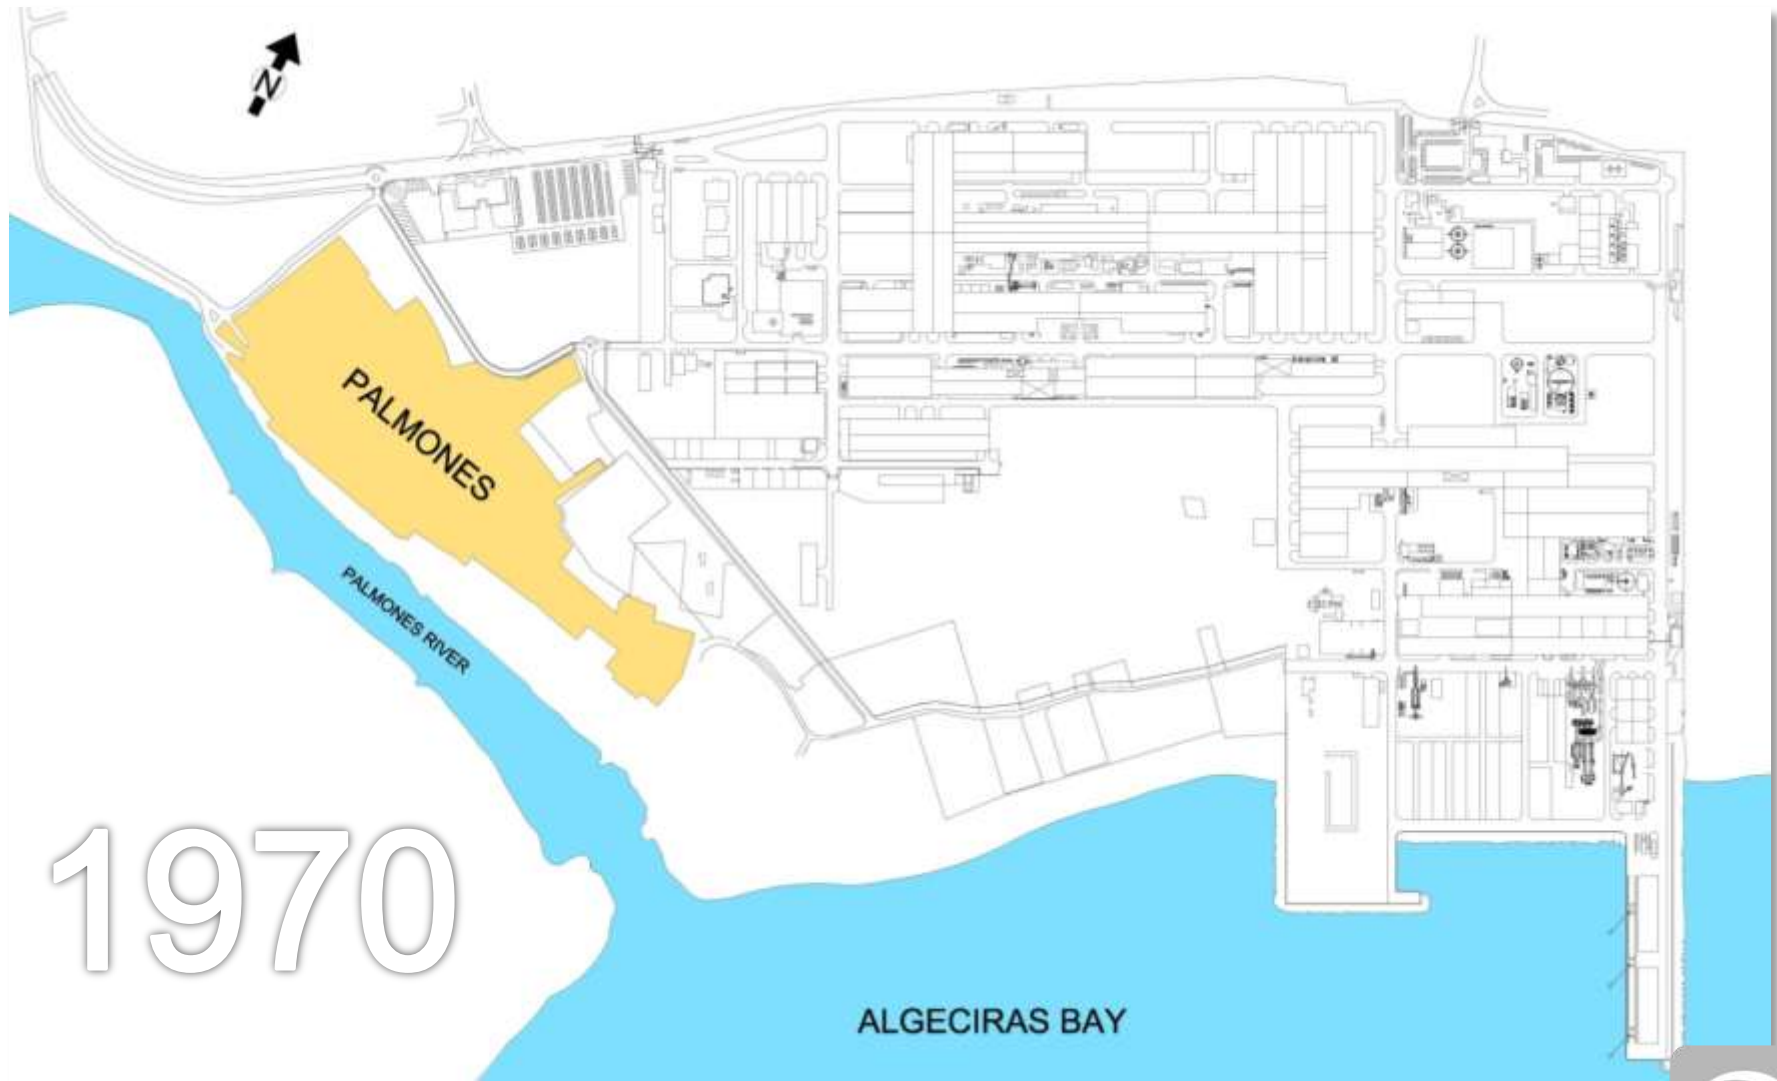 N
PALMONES
PALMONES RIVER
1970
ALGECIRAS BAY